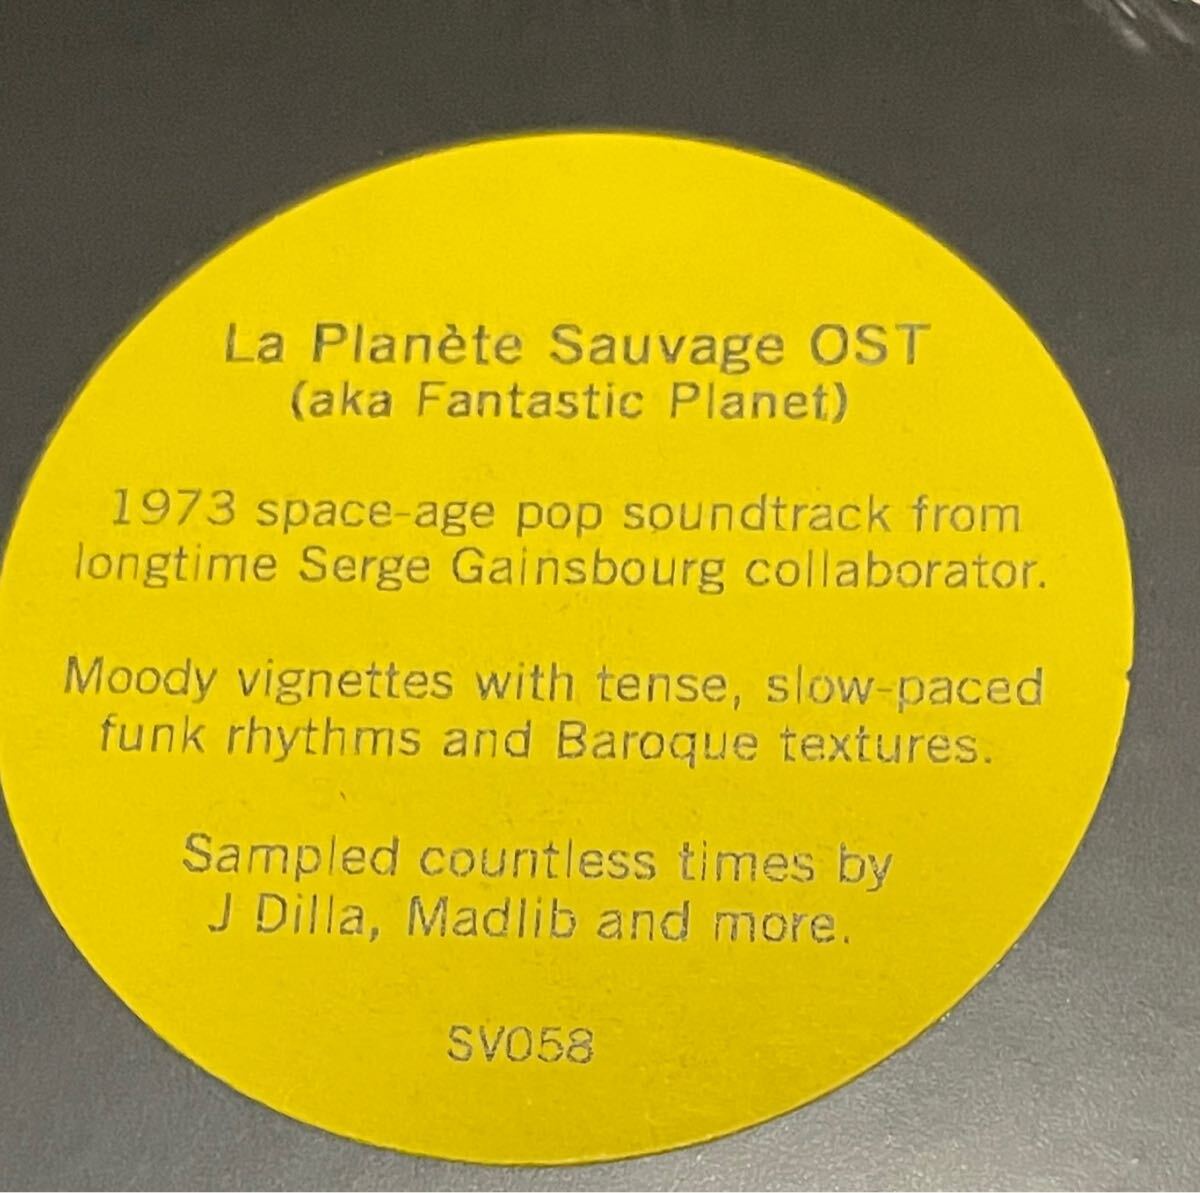 La Planète Sauvage OST
(aka Fantastic Planet)
1973 space-age pop soundtrack from
longtime Serge Gainsbourg collaborator.
Moody vignettes with tense, slow-paced
funk rhythms and Baroque textures.
Sampled countless times by
J Dilla, Madlib and more.
SV058